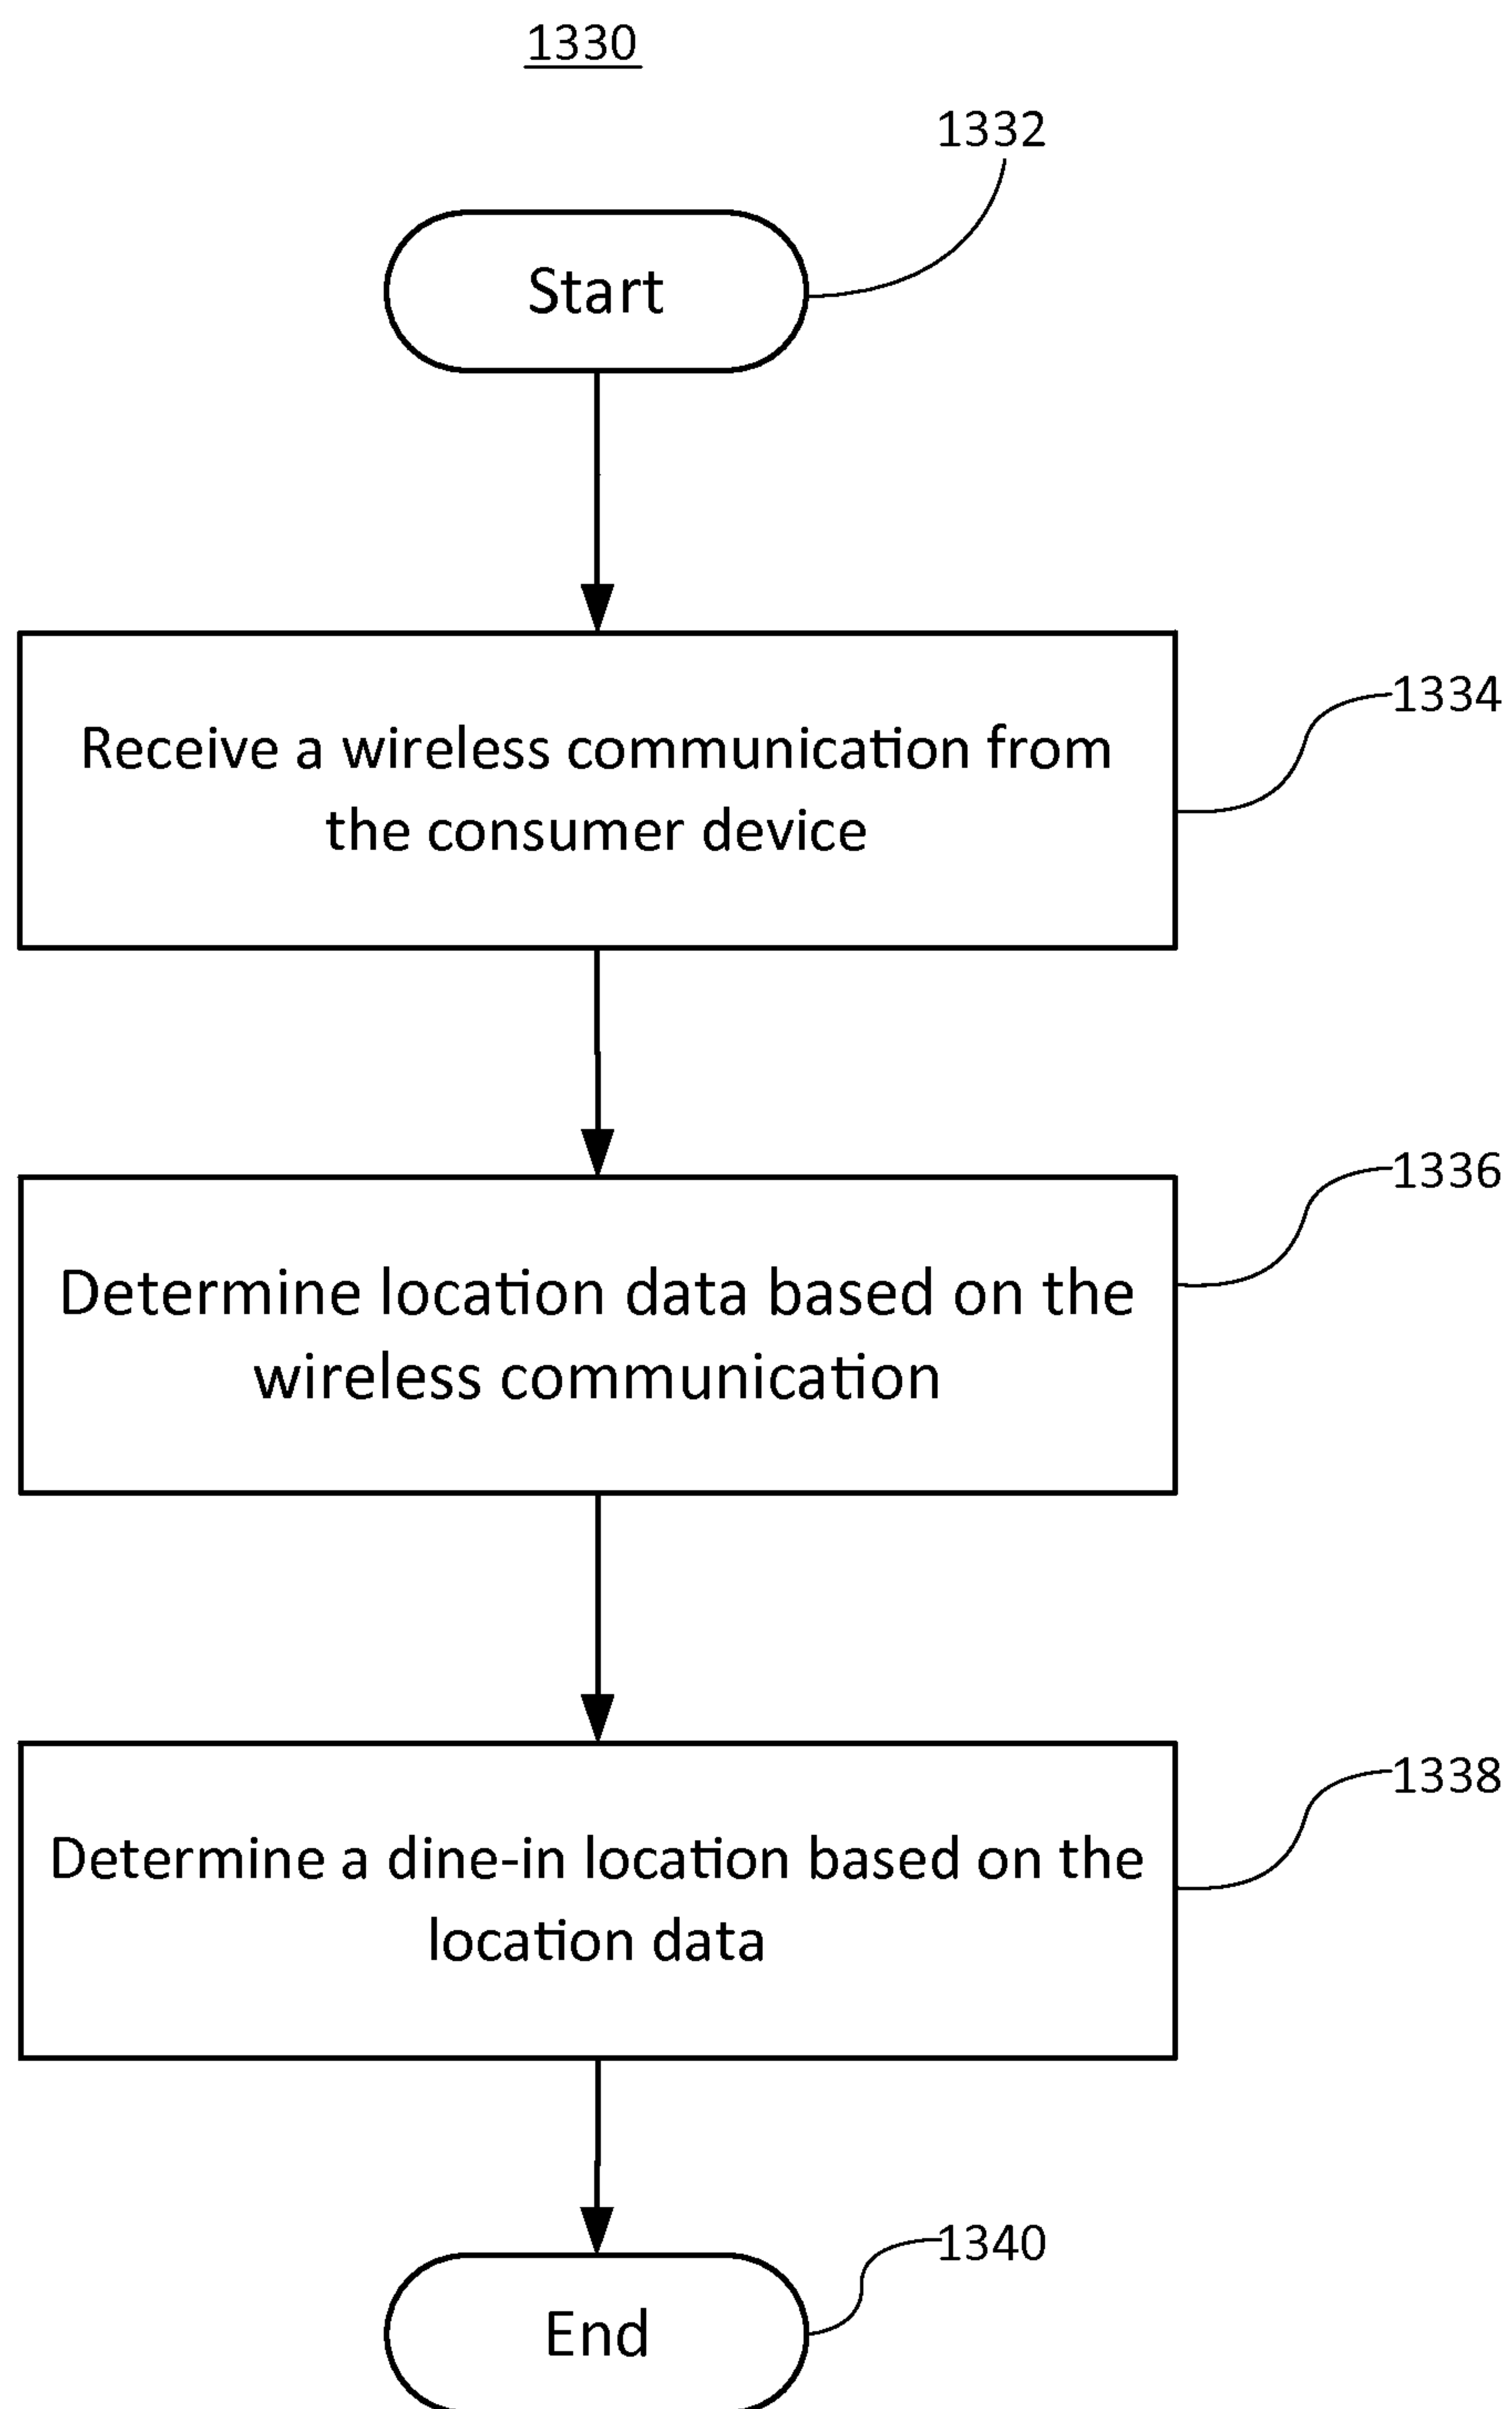 1330
1332
Start
Receive a wireless communication from
the consumer device
1334
Determine location data based on the
wireless communication
1336
Determine a dine-in location based on the
location data
1338
End
1340